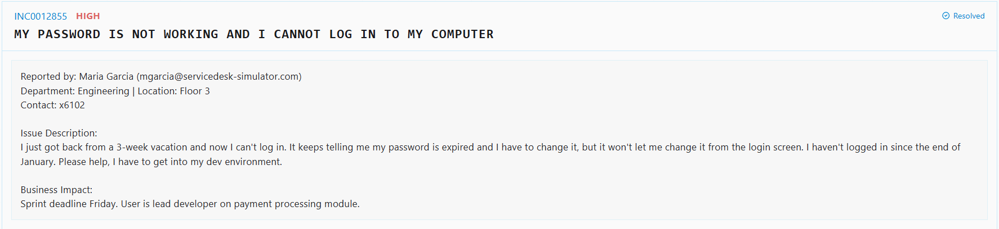 INC0012855 HIGH Resolved
MY PASSWORD IS NOT WORKING AND I CANNOT LOG IN TO MY COMPUTER
Reported by: Maria Garcia (mgarcia@servicedesk-simulator.com)
Department: Engineering | Location: Floor 3
Contact: x6102
Issue Description:
I just got back from a 3-week vacation and now I can't log in. It keeps telling me my password is expired and I have to change it, but it won't let me change it from the login screen. I haven't logged in since the end of
January. Please help, I have to get into my dev environment.
Business Impact:
Sprint deadline Friday. User is lead developer on payment processing module.